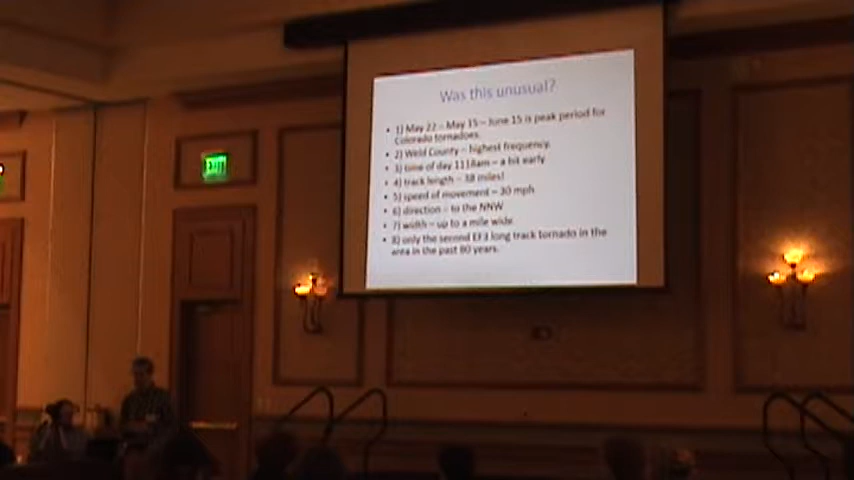 EXIT
Was this unusual?
• 1) May 22 – May 15 – June 15 is peak period for
Colorado tornadoes.
• 2) Weld County – highest frequency.
• 3) time of day 1118am – a bit early
• 4) track length – 38 miles!
• 5) speed of movement – 30 mph
• 6) direction – to the NNW
• 7) width – up to a mile wide
• 8) only the second EF3 long track tornado in the
area in the past 80 years.